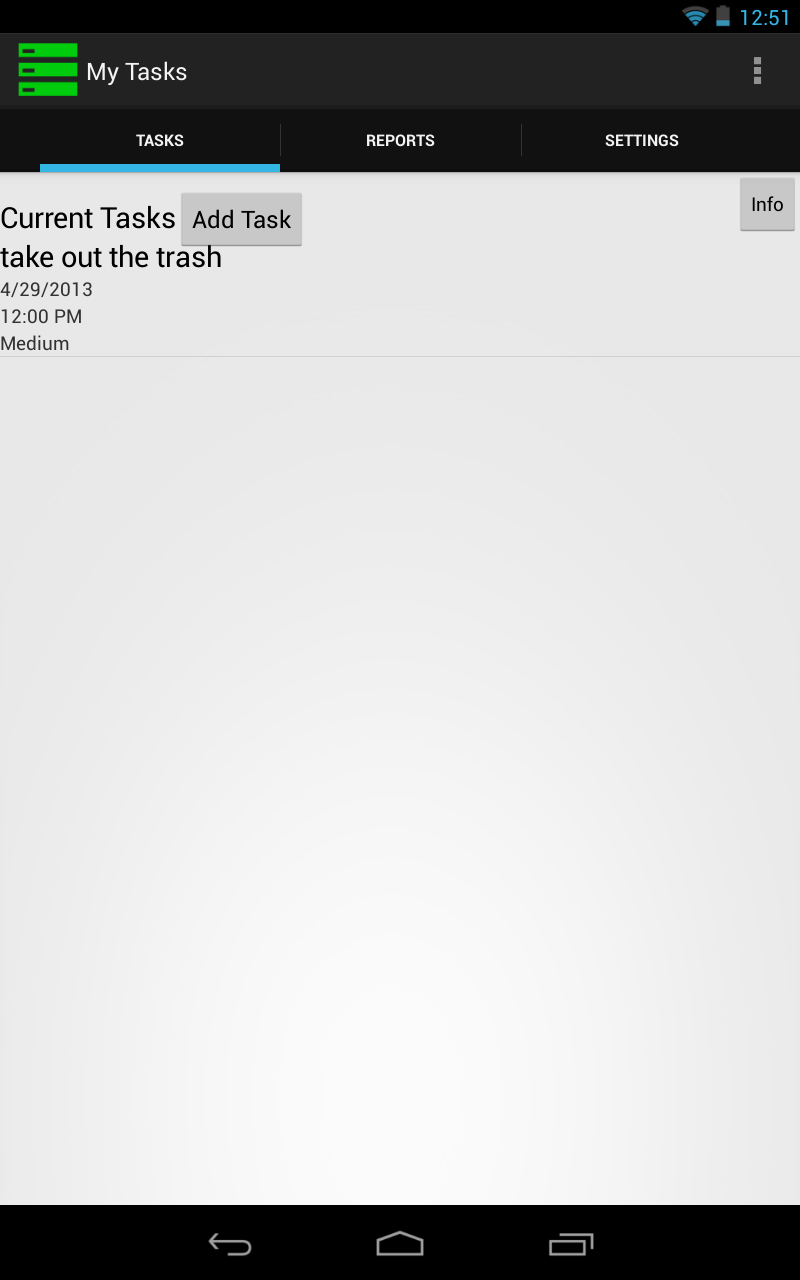 12:51
My Tasks
TASKS REPORTS SETTINGS
Current Tasks Add Task Info
take out the trash
4/29/2013
12:00 PM
Medium